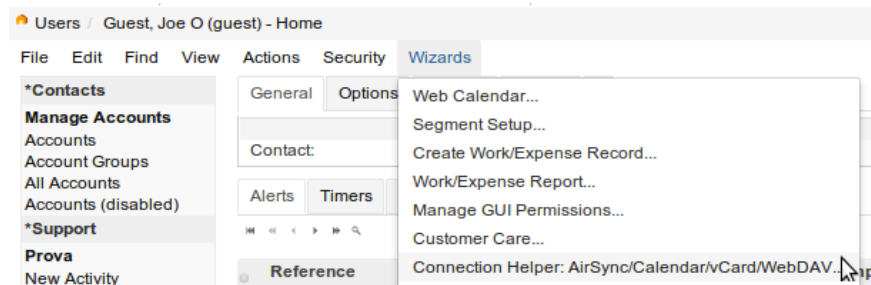 Users / Guest, Joe O (guest) - Home
File Edit Find View Actions Security Wizards
*Contacts
Manage Accounts
Accounts
Account Groups
All Accounts
Accounts (disabled)
*Support
Prova
New Activity
General Options
Contact:
Alerts Timers
Reference
Web Calendar...
Segment Setup...
Create Work/Expense Record...
Work/Expense Report...
Manage GUI Permissions...
Customer Care...
Connection Helper: AirSync/Calendar/vCard/WebDAV...